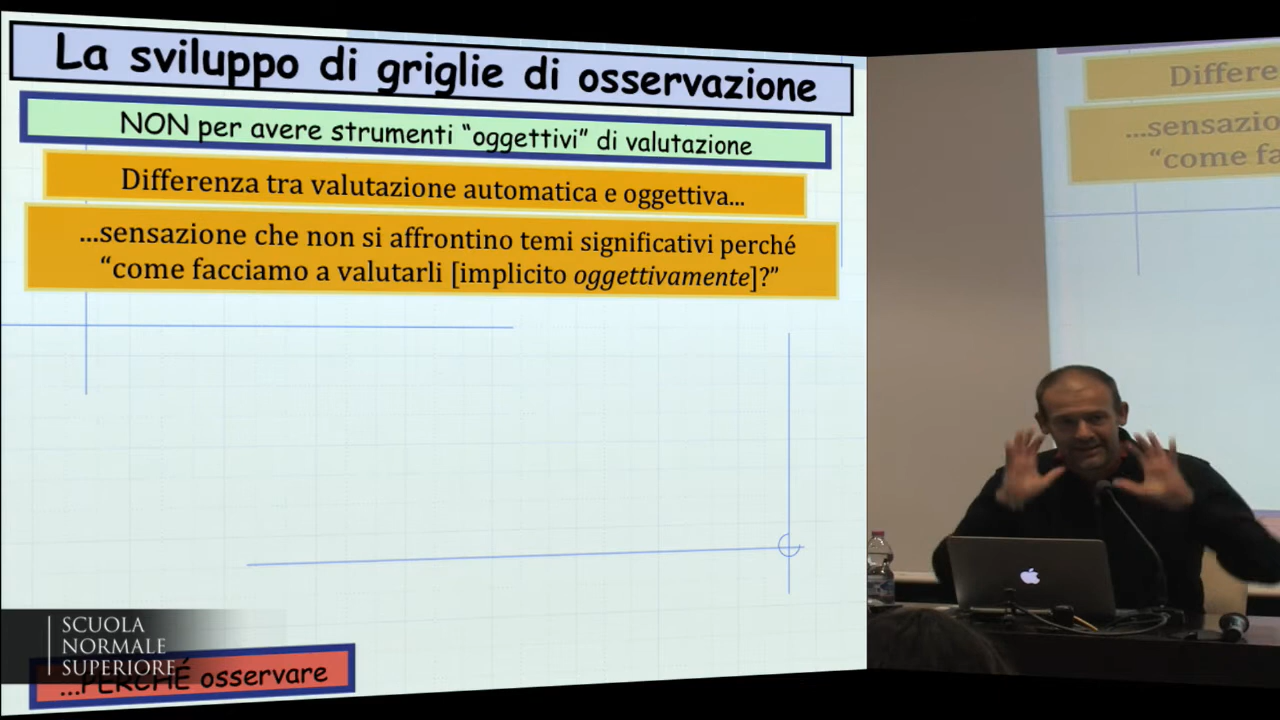 La sviluppo di griglie di osservazione
NON per avere strumenti “oggettivi” di valutazione
Differenza tra valutazione automatica e oggettiva...
...sensazione che non si affrontino temi significativi perché
“come facciamo a valutarli [implicito oggettivamente]?”
Differe
...sensazio
“come fa
SCUOLA
NORMALE
SUPERIORE
...PERCHÉ osservare